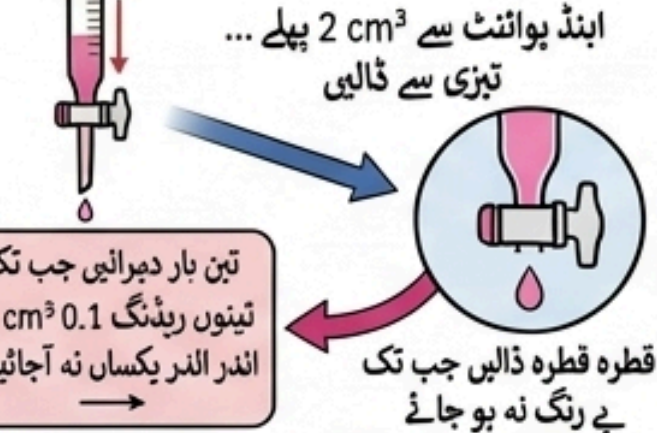 اینڈ پوائنٹ سے 2 cm³ پہلے ...
تیزی سے ڈالیں
قطرہ قطرہ ڈالیں جب تک
بے رنگ نہ ہو جائے
تین بار دہرائیں جب تک
تینوں ریڈنگ 0.1 cm³
اندر الذر یکساں نہ آجائیں